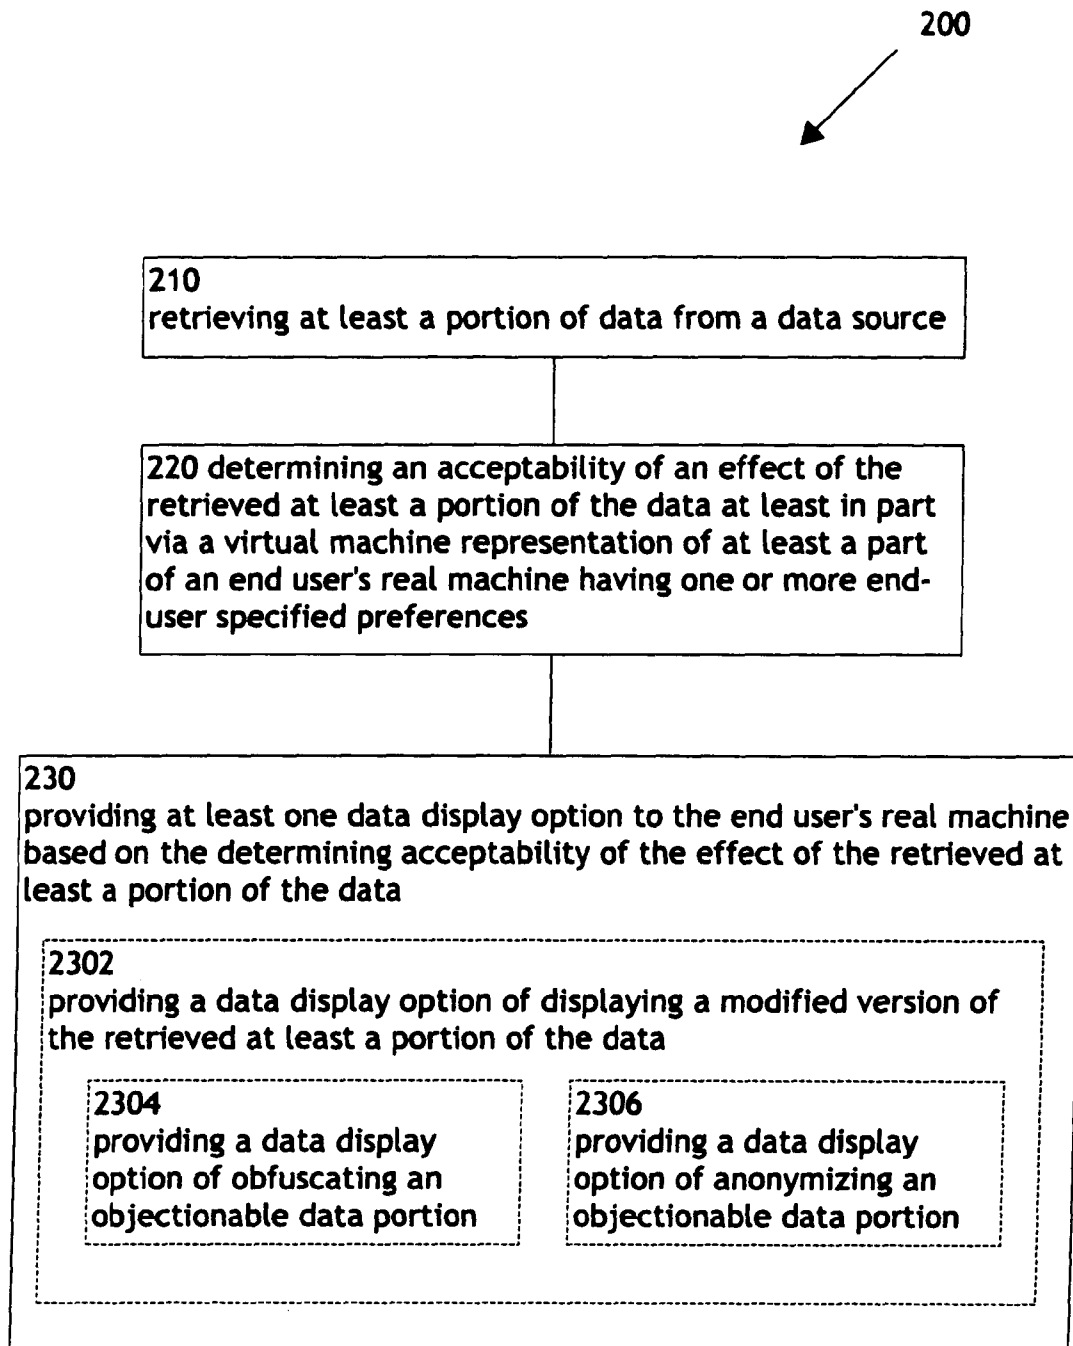 200
210
retrieving at least a portion of data from a data source
220 determining an acceptability of an effect of the
retrieved at least a portion of the data at least in part
via a virtual machine representation of at least a part
of an end user's real machine having one or more end-
user specified preferences
230
providing at least one data display option to the end user's real machine
based on the determining acceptability of the effect of the retrieved at
least a portion of the data
2302
providing a data display option of displaying a modified version of
the retrieved at least a portion of the data
2304
providing a data display
option of obfuscating an
objectionable data portion
2306
providing a data display
option of anonymizing an
objectionable data portion